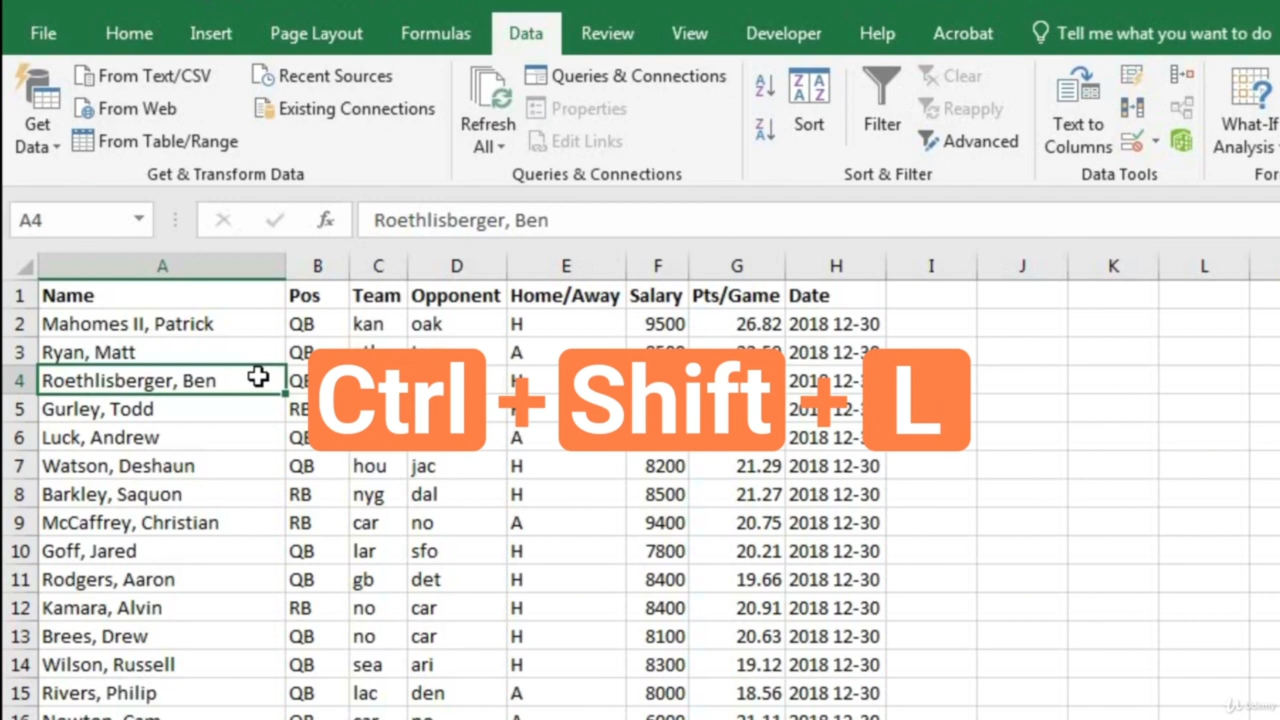 File Home Insert Page Layout Formulas Data Review View Developer Help Acrobat Tell me what you want to do
Get Data
From Text/CSV
From Web
From Table/Range
Recent Sources
Existing Connections
Get & Transform Data
Refresh All
Queries & Connections
Properties
Edit Links
Queries & Connections
Sort
Filter
Clear
Reapply
Advanced
Sort & Filter
Text to Columns
Data Tools
What-If Analysis
A4 fx Roethlisberger, Ben
A B C D E F G H I J K L
1 Name Pos Team Opponent Home/Away Salary Pts/Game Date
2 Mahomes II, Patrick QB kan oak H 9500 26.82 2018 12-30
3 Ryan, Matt QB A 2018 12-30
4 Roethlisberger, Ben
5 Gurley, Todd
6 Luck, Andrew A 2018 12-30
Ctrl + Shift + L
7 Watson, Deshaun QB hou jac H 8200 21.29 2018 12-30
8 Barkley, Saquon RB nyg dal H 8500 21.27 2018 12-30
9 McCaffrey, Christian RB car no A 9400 20.75 2018 12-30
10 Goff, Jared QB lar sfo H 7800 20.21 2018 12-30
11 Rodgers, Aaron QB gb det H 8400 19.66 2018 12-30
12 Kamara, Alvin RB no car H 8400 20.91 2018 12-30
13 Brees, Drew QB no car H 8100 20.63 2018 12-30
14 Wilson, Russell QB sea ari H 8300 19.12 2018 12-30
15 Rivers, Philip QB lac den A 8000 18.56 2018 12-30
Udemy